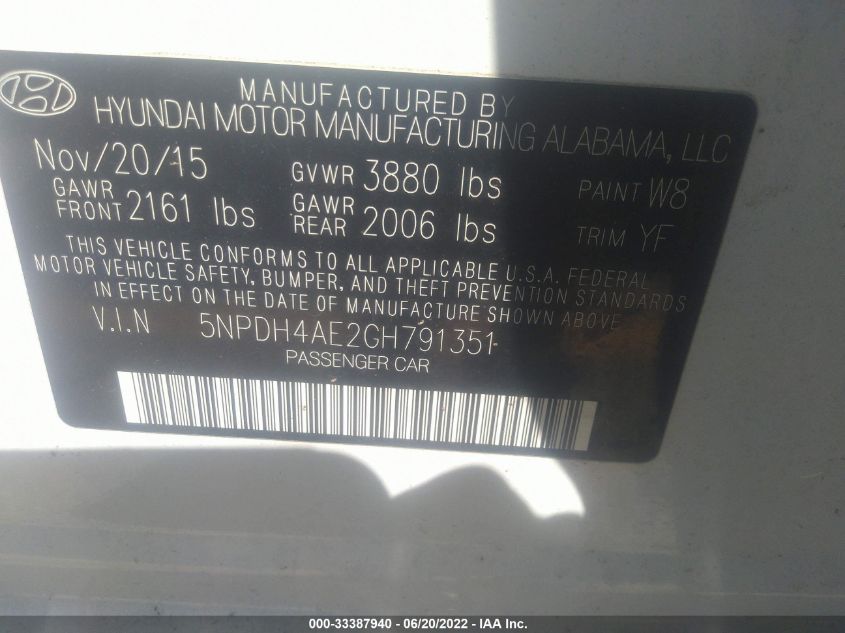 MANUFACTURED BY
HYUNDAI MOTOR MANUFACTURING ALABAMA, LLC
Nov/20/15 GVWR 3880 lbs PAINT W8
GAWR FRONT 2161 lbs GAWR REAR 2006 lbs TRIM YF
THIS VEHICLE CONFORMS TO ALL APPLICABLE U.S.A. FEDERAL
MOTOR VEHICLE SAFETY, BUMPER, AND THEFT PREVENTION STANDARDS
IN EFFECT ON THE DATE OF MANUFACTURE SHOWN ABOVE
V.I.N 5NPDH4AE2GH791351
PASSENGER CAR
000-33387940 - 06/20/2022 - IAA Inc.